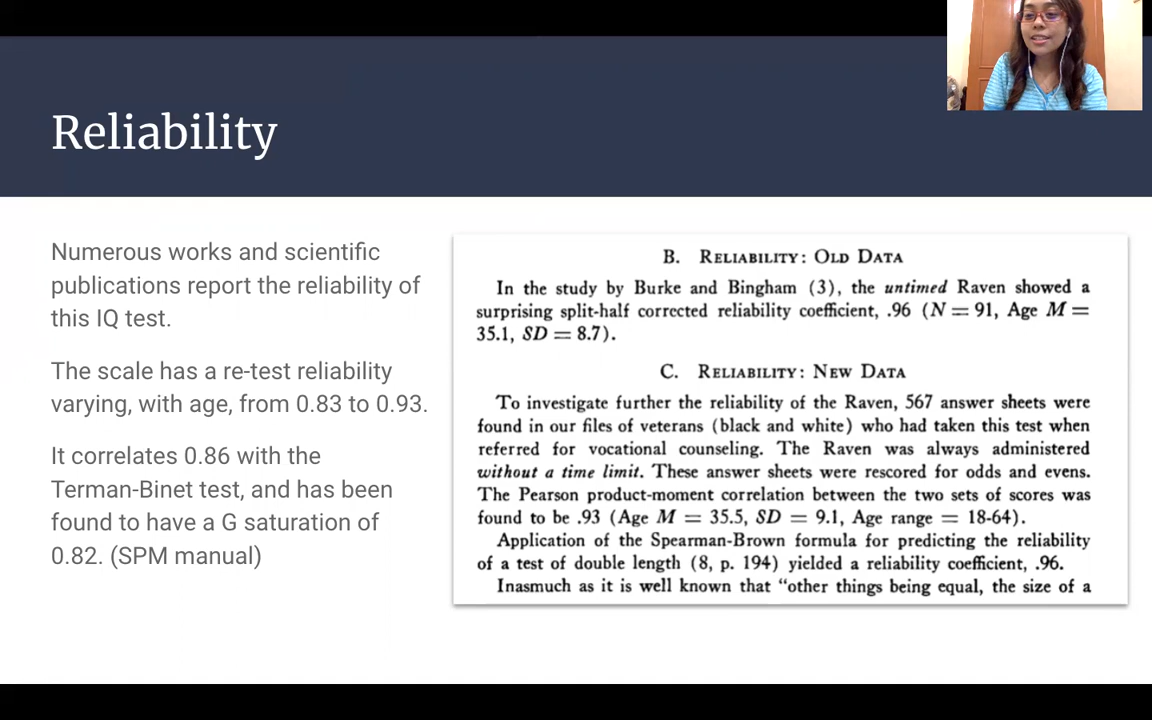 Reliability
Numerous works and scientific
publications report the reliability of
this IQ test.
The scale has a re-test reliability
varying, with age, from 0.83 to 0.93.
It correlates 0.86 with the
Terman-Binet test, and has been
found to have a G saturation of
0.82. (SPM manual)
B. Reliability: Old Data
In the study by Burke and Bingham (3), the untimed Raven showed a
surprising split-half corrected reliability coefficient, .96 (N = 91, Age M =
35.1, SD = 8.7).
C. Reliability: New Data
To investigate further the reliability of the Raven, 567 answer sheets were
found in our files of veterans (black and white) who had taken this test when
referred for vocational counseling. The Raven was always administered
without a time limit. These answer sheets were rescored for odds and evens.
The Pearson product-moment correlation between the two sets of scores was
found to be .93 (Age M = 35.5, SD = 9.1, Age range = 18-64).
Application of the Spearman-Brown formula for predicting the reliability
of a test of double length (8, p. 194) yielded a reliability coefficient, .96.
Inasmuch as it is well known that “other things being equal, the size of a